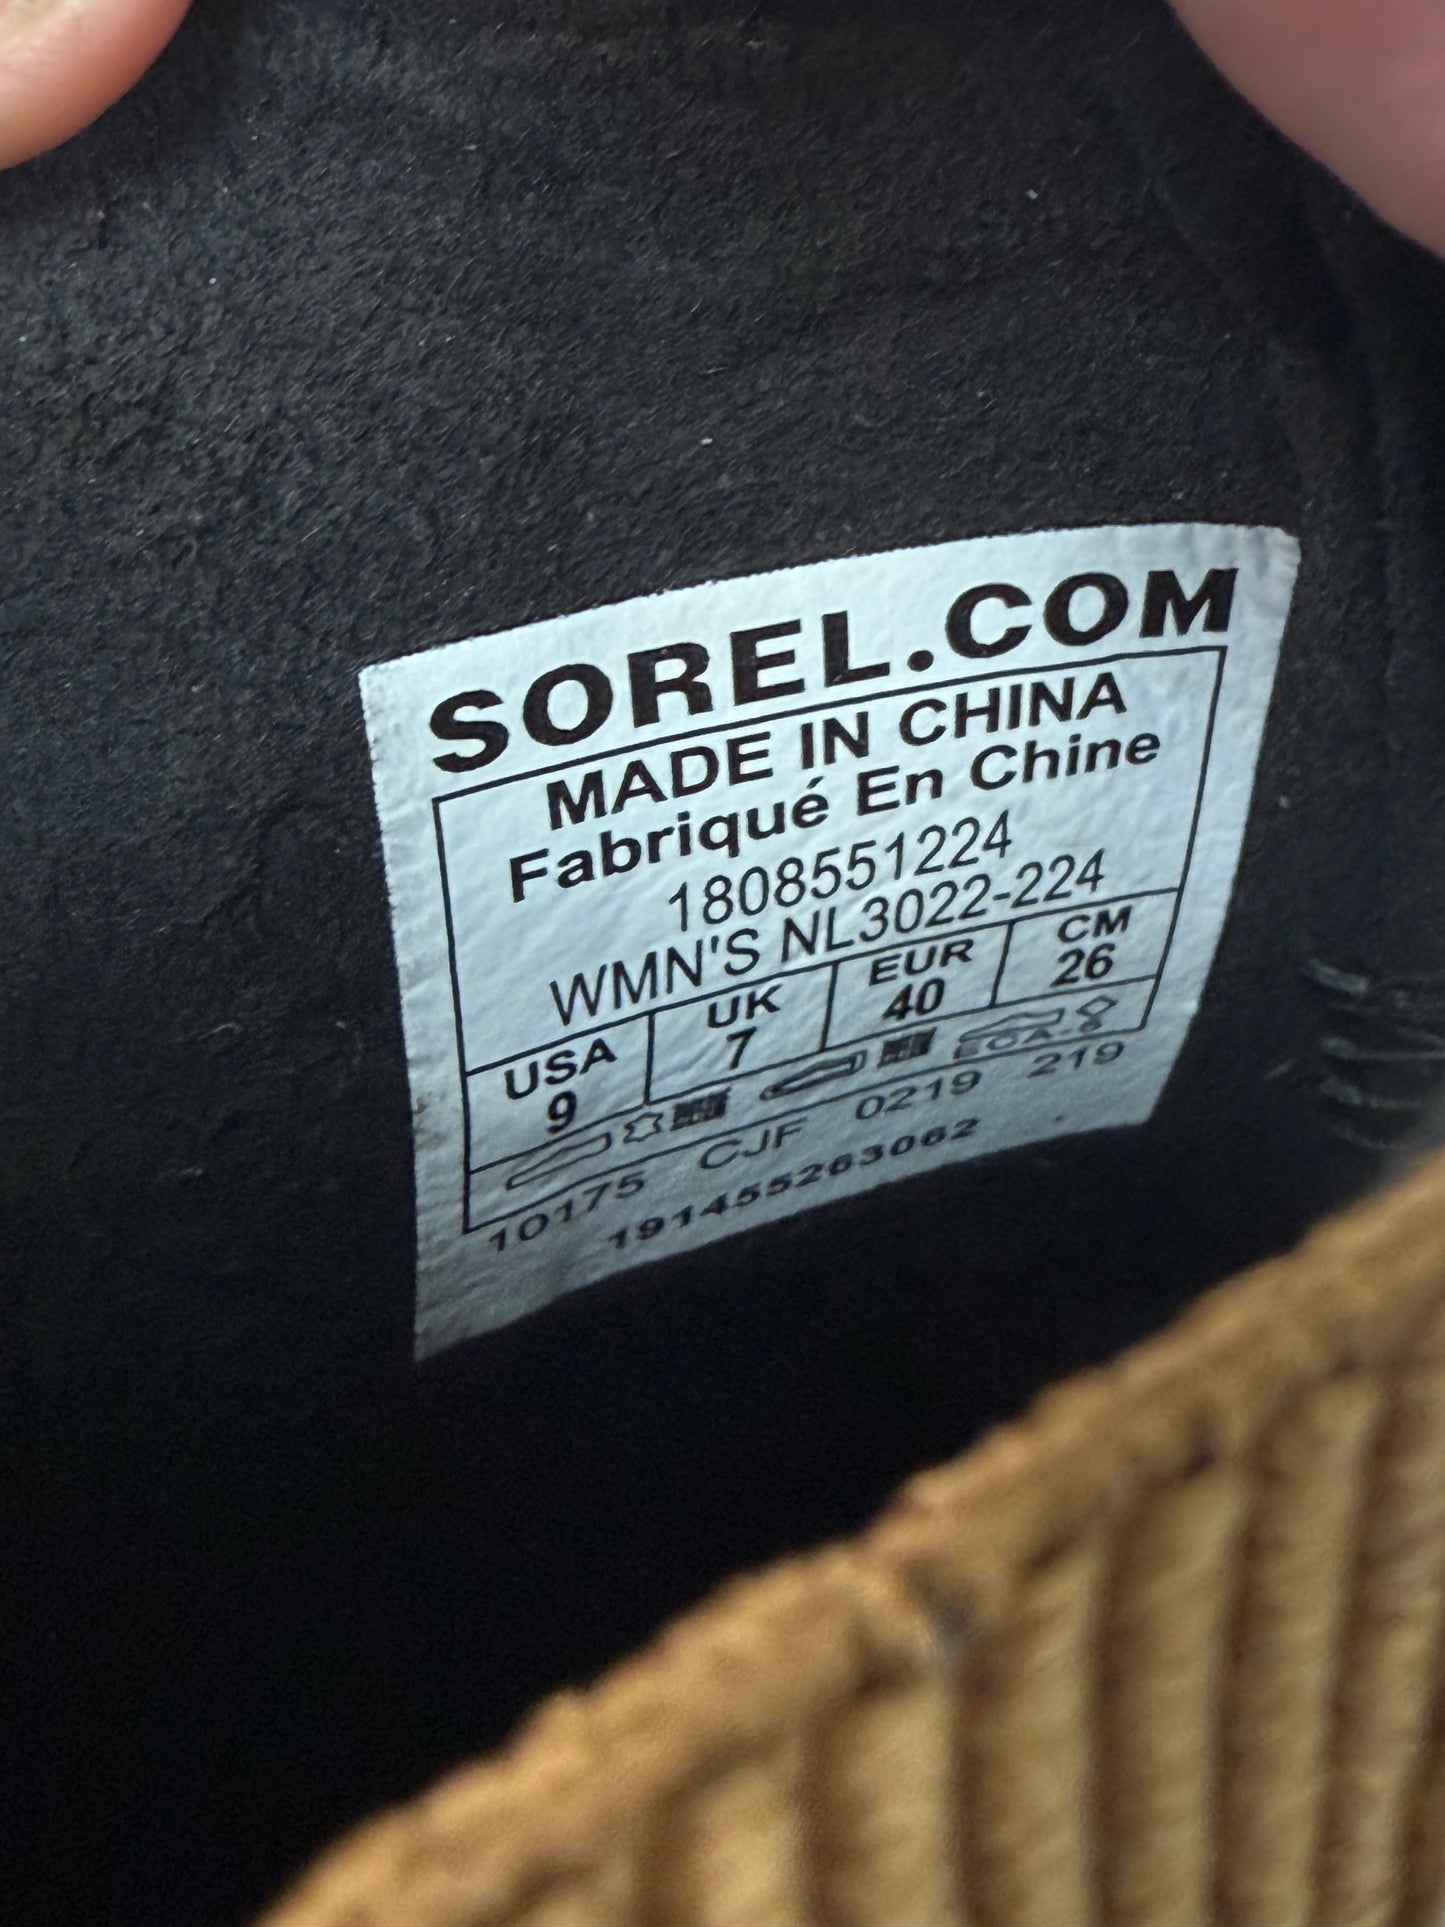 SOREL.COM
MADE IN CHINA
Fabriqué En Chine
1808551224
WMN'S NL3022-224
USA UK EUR CM
9 7 40 26
10175 CJF 0219 219
191455263062